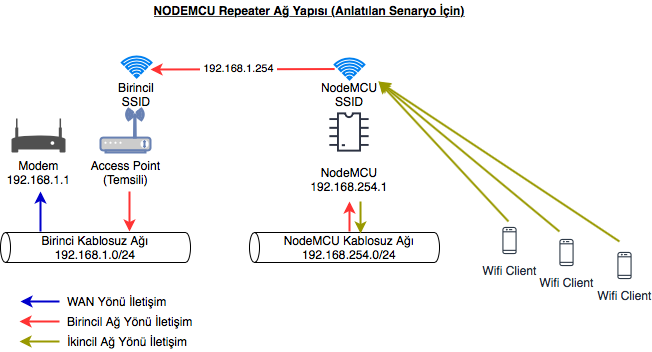 NODEMCU Repeater Ağ Yapısı (Anlatılan Senaryo İçin)
192.168.1.254
Birincil
SSID
NodeMCU
SSID
Modem
192.168.1.1
Access Point
(Temsili)
NodeMCU
192.168.254.1
Birinci Kablosuz Ağı
192.168.1.0/24
NodeMCU Kablosuz Ağı
192.168.254.0/24
Wifi Client
Wifi Client
Wifi Client
WAN Yönü İletişim
Birincil Ağ Yönü İletişim
İkincil Ağ Yönü İletişim